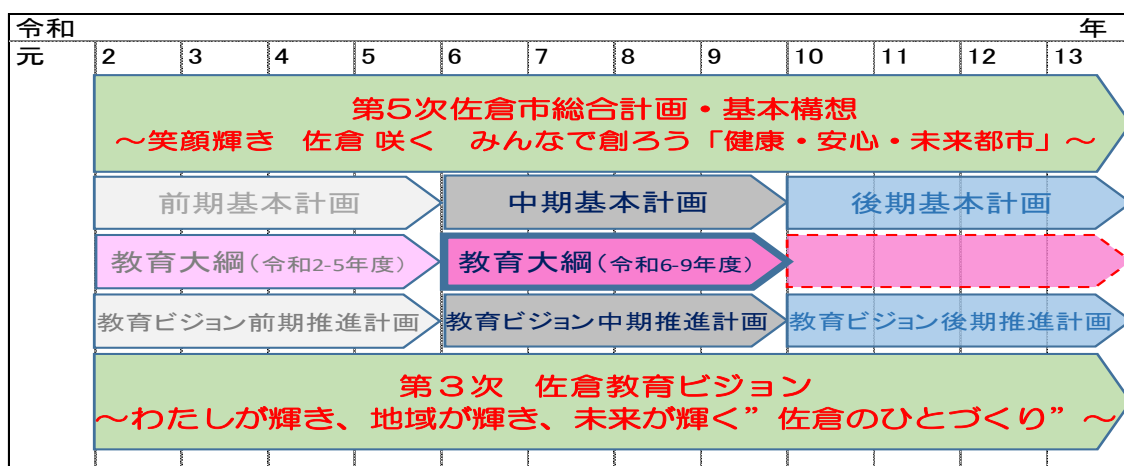 令和 年
元 2 3 4 5 6 7 8 9 10 11 12 13
第5次佐倉市総合計画・基本構想
～笑顔輝き 佐倉 咲く みんなで創ろう「健康・安心・未来都市」～
前期基本計画 中期基本計画 後期基本計画
教育大綱(令和2-5年度) 教育大綱(令和6-9年度)
教育ビジョン前期推進計画 教育ビジョン中期推進計画 教育ビジョン後期推進計画
第３次 佐倉教育ビジョン
～わたしが輝き、地域が輝き、未来が輝く”佐倉のひとづくり”～